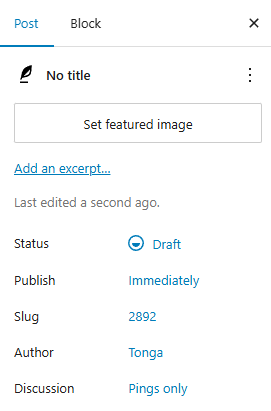 Post Block
No title
Set featured image
Add an excerpt...
Last edited a second ago.
Status Draft
Publish Immediately
Slug 2892
Author Tonga
Discussion Pings only